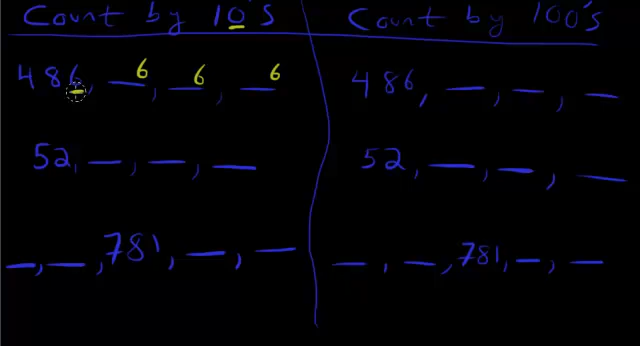 Count by 10's
486, __6, __6, __6
52, __, __, __
__, __, 781, __, __
Count by 100's
486, __, __, __
52, __, __, __
__, __, 781, __, __